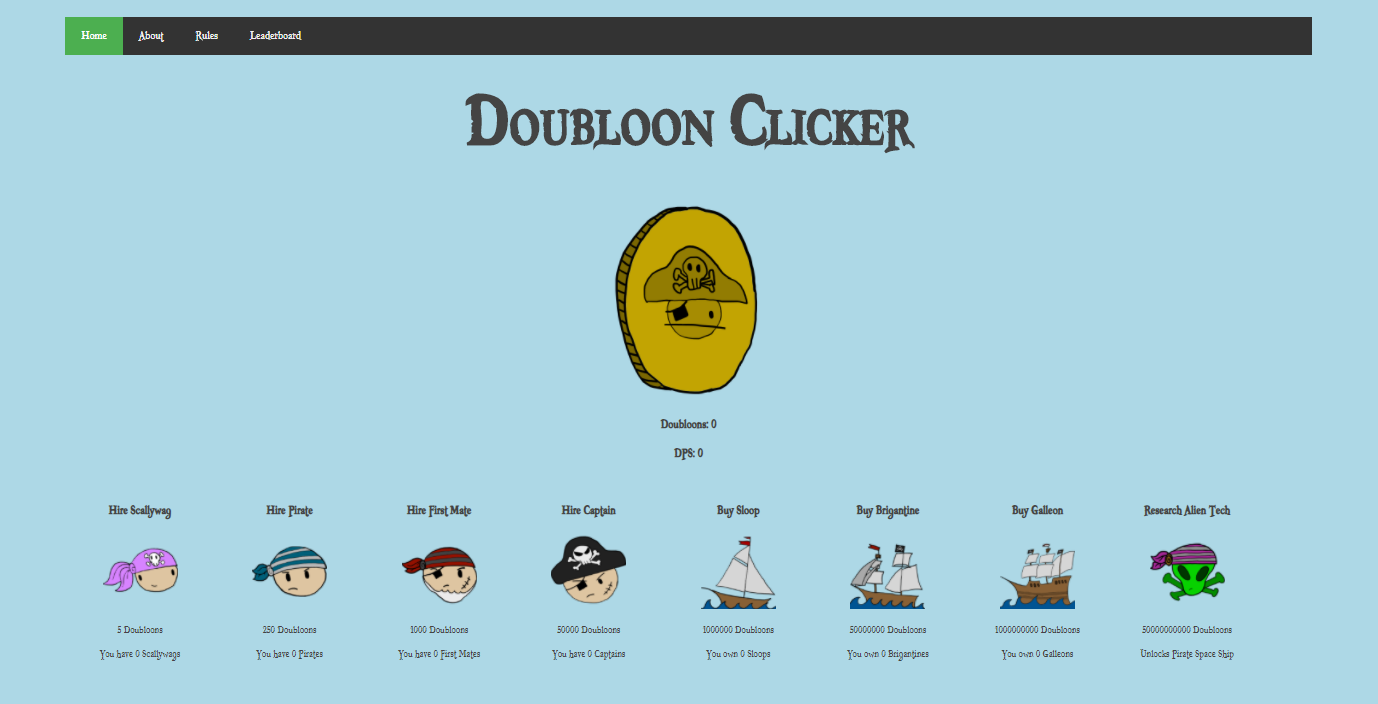 Home About Rules Leaderboard
Doubloon Clicker
Doubloons: 0
DPS: 0
Hire Scallywag Hire Pirate Hire First Mate Hire Captain Buy Sloop Buy Brigantine Buy Galleon Research Alien Tech
5 Doubloons 250 Doubloons 1000 Doubloons 50000 Doubloons 1000000 Doubloons 50000000 Doubloons 1000000000 Doubloons 50000000000 Doubloons
You have 0 Scallywags You have 0 Pirates You have 0 First Mates You have 0 Captains You own 0 Sloops You own 0 Brigantines You own 0 Galleons Unlocks Pirate Space Ship